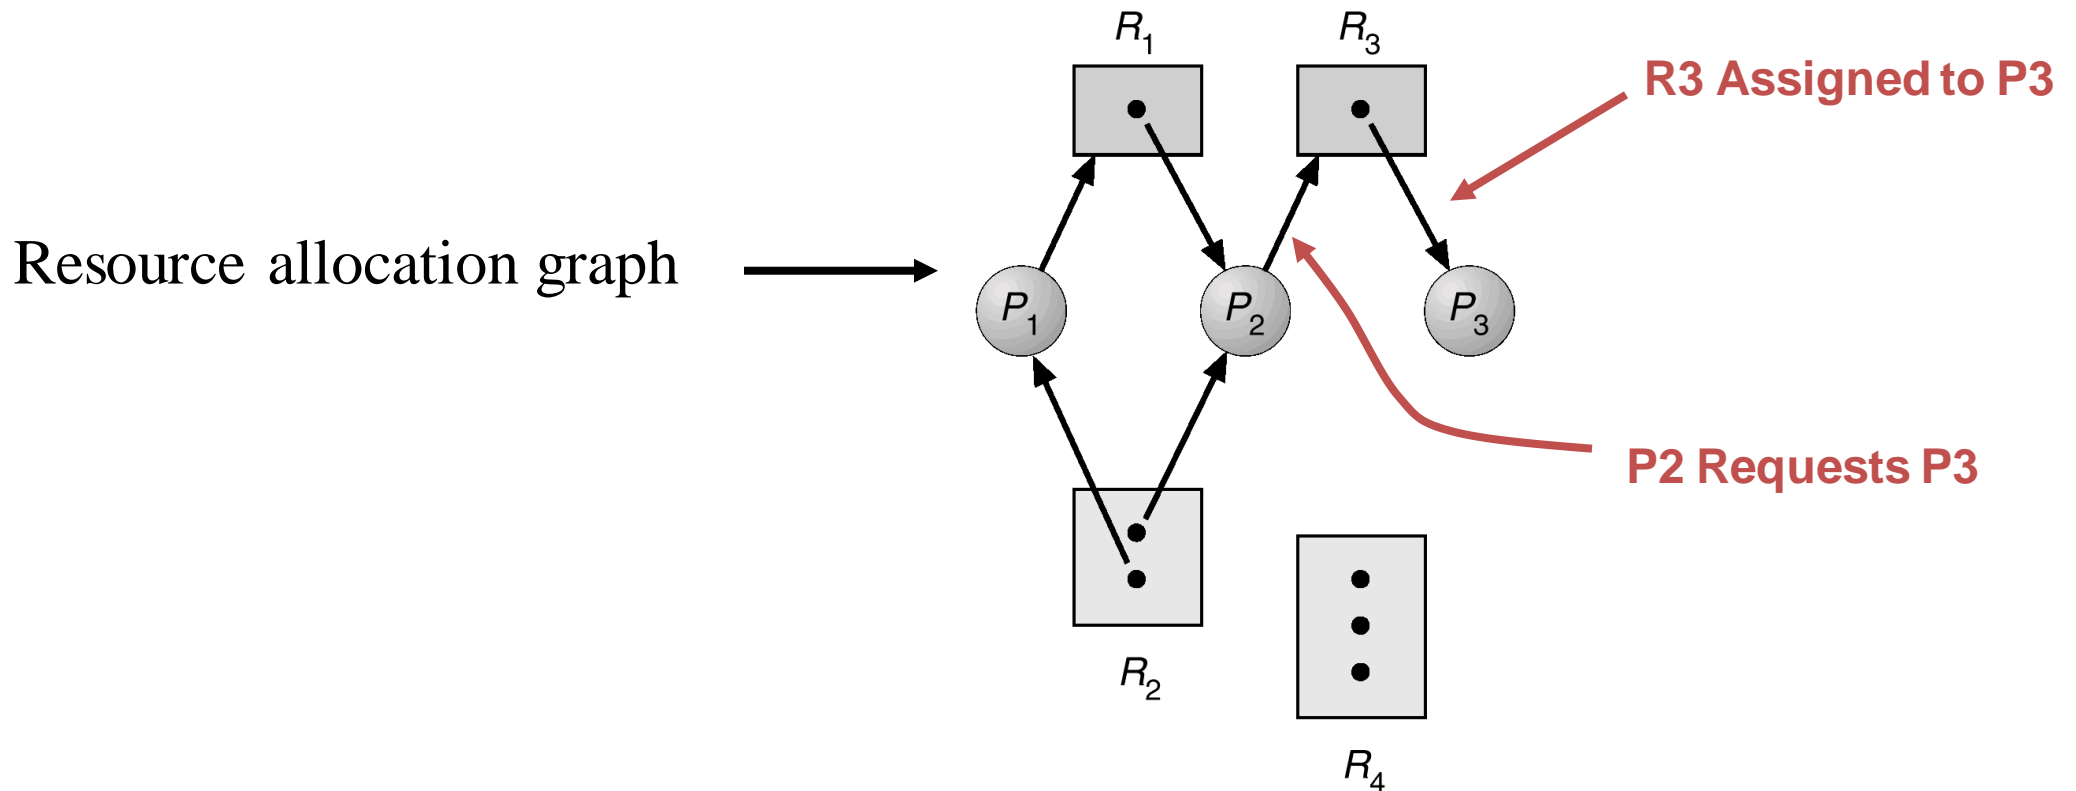 R1
R3
R3 Assigned to P3
Resource allocation graph
P1
P2
P3
P2 Requests P3
R2
R4